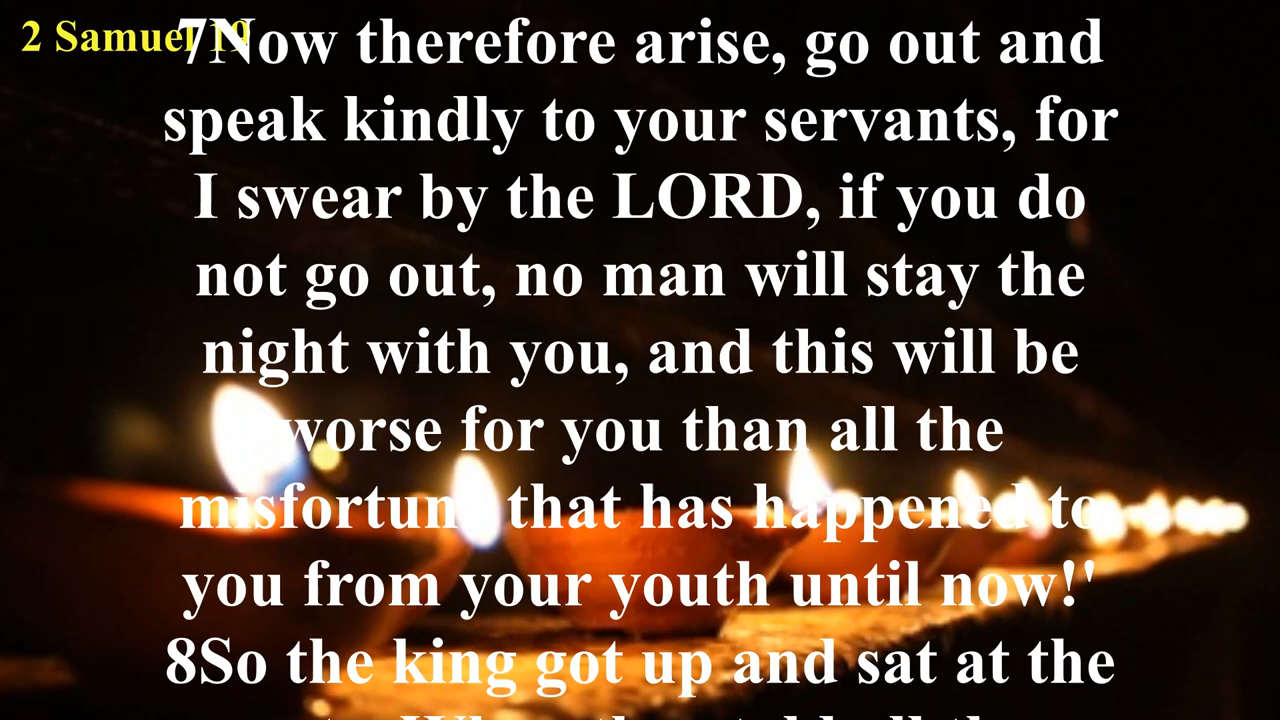 2 Samuel 19
7Now therefore arise, go out and
speak kindly to your servants, for
I swear by the LORD, if you do
not go out, no man will stay the
night with you, and this will be
worse for you than all the
misfortune that has happened to
you from your youth until now!'
8So the king got up and sat at the